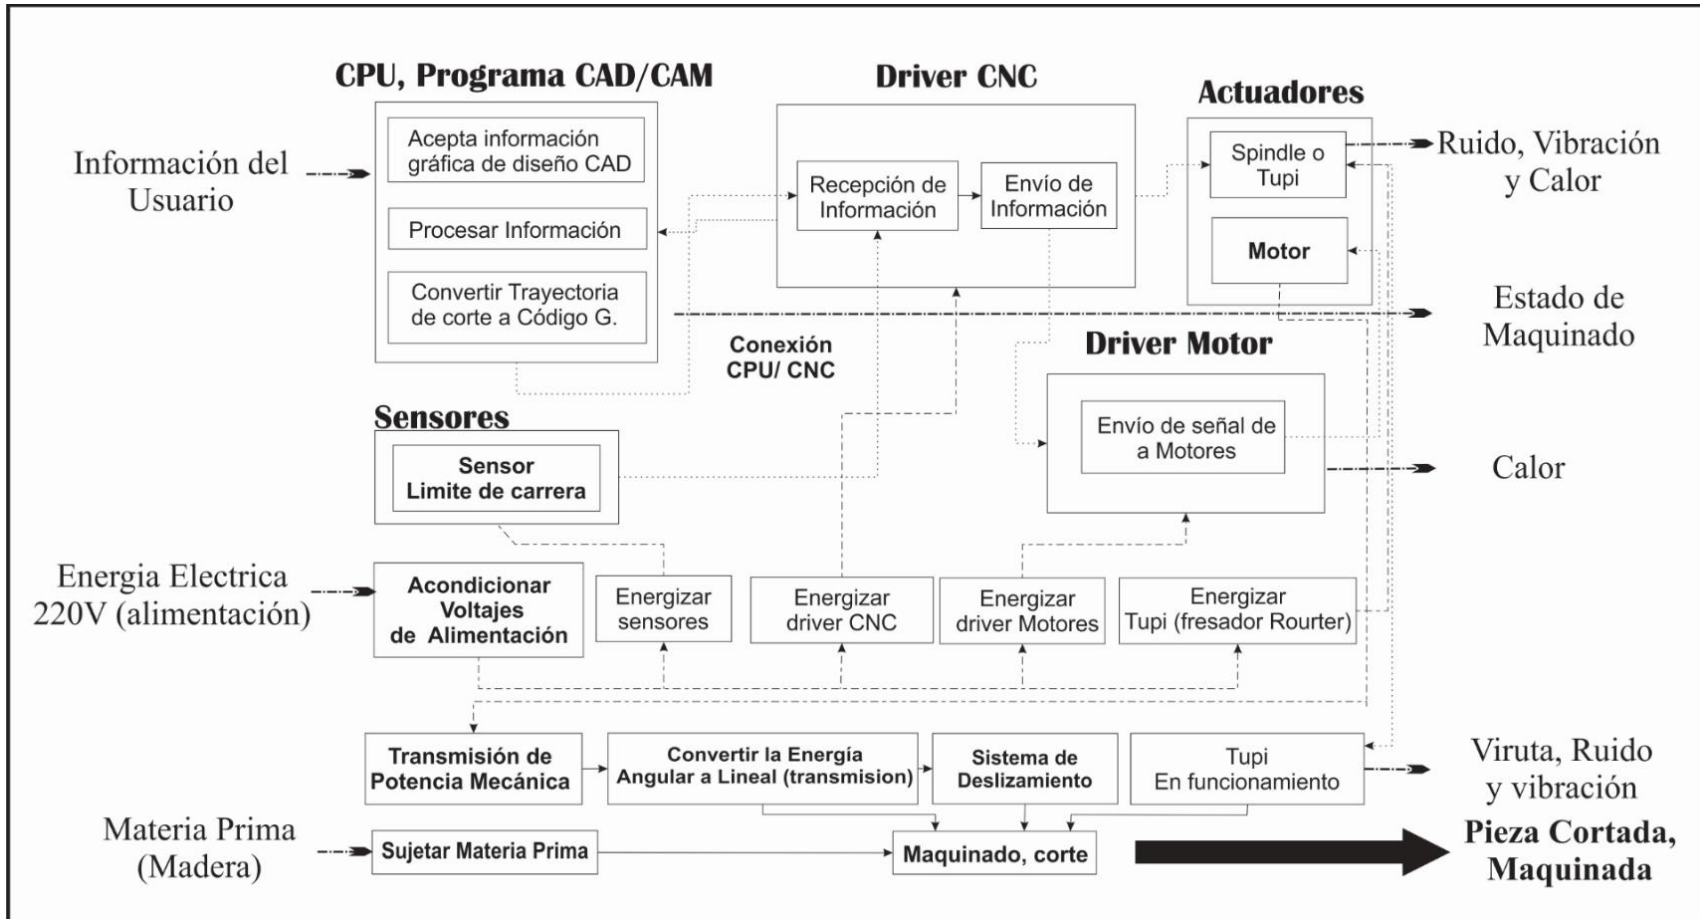 CPU, Programa CAD/CAM
Driver CNC
Actuadores
Información del
Usuario
Acepta información
gráfica de diseño CAD
Procesar Información
Convertir Trayectoria
de corte a Código G.
Recepción de
Información
Envío de
Información
Spindle o
Tupi
Motor
Ruido, Vibración
y Calor
Estado de
Maquinado
Conexión
CPU/ CNC
Driver Motor
Envío de señal de
a Motores
Calor
Sensores
Sensor
Limite de carrera
Energia Electrica
220V (alimentación)
Acondicionar
Voltajes
de Alimentación
Energizar
sensores
Energizar
driver CNC
Energizar
driver Motores
Energizar
Tupi (fresador Rourter)
Transmisión de
Potencia Mecánica
Convertir la Energía
Angular a Lineal (transmision)
Sistema de
Deslizamiento
Tupi
En funcionamiento
Viruta, Ruido
y vibración
Materia Prima
(Madera)
Sujetar Materia Prima
Maquinado, corte
Pieza Cortada,
Maquinada